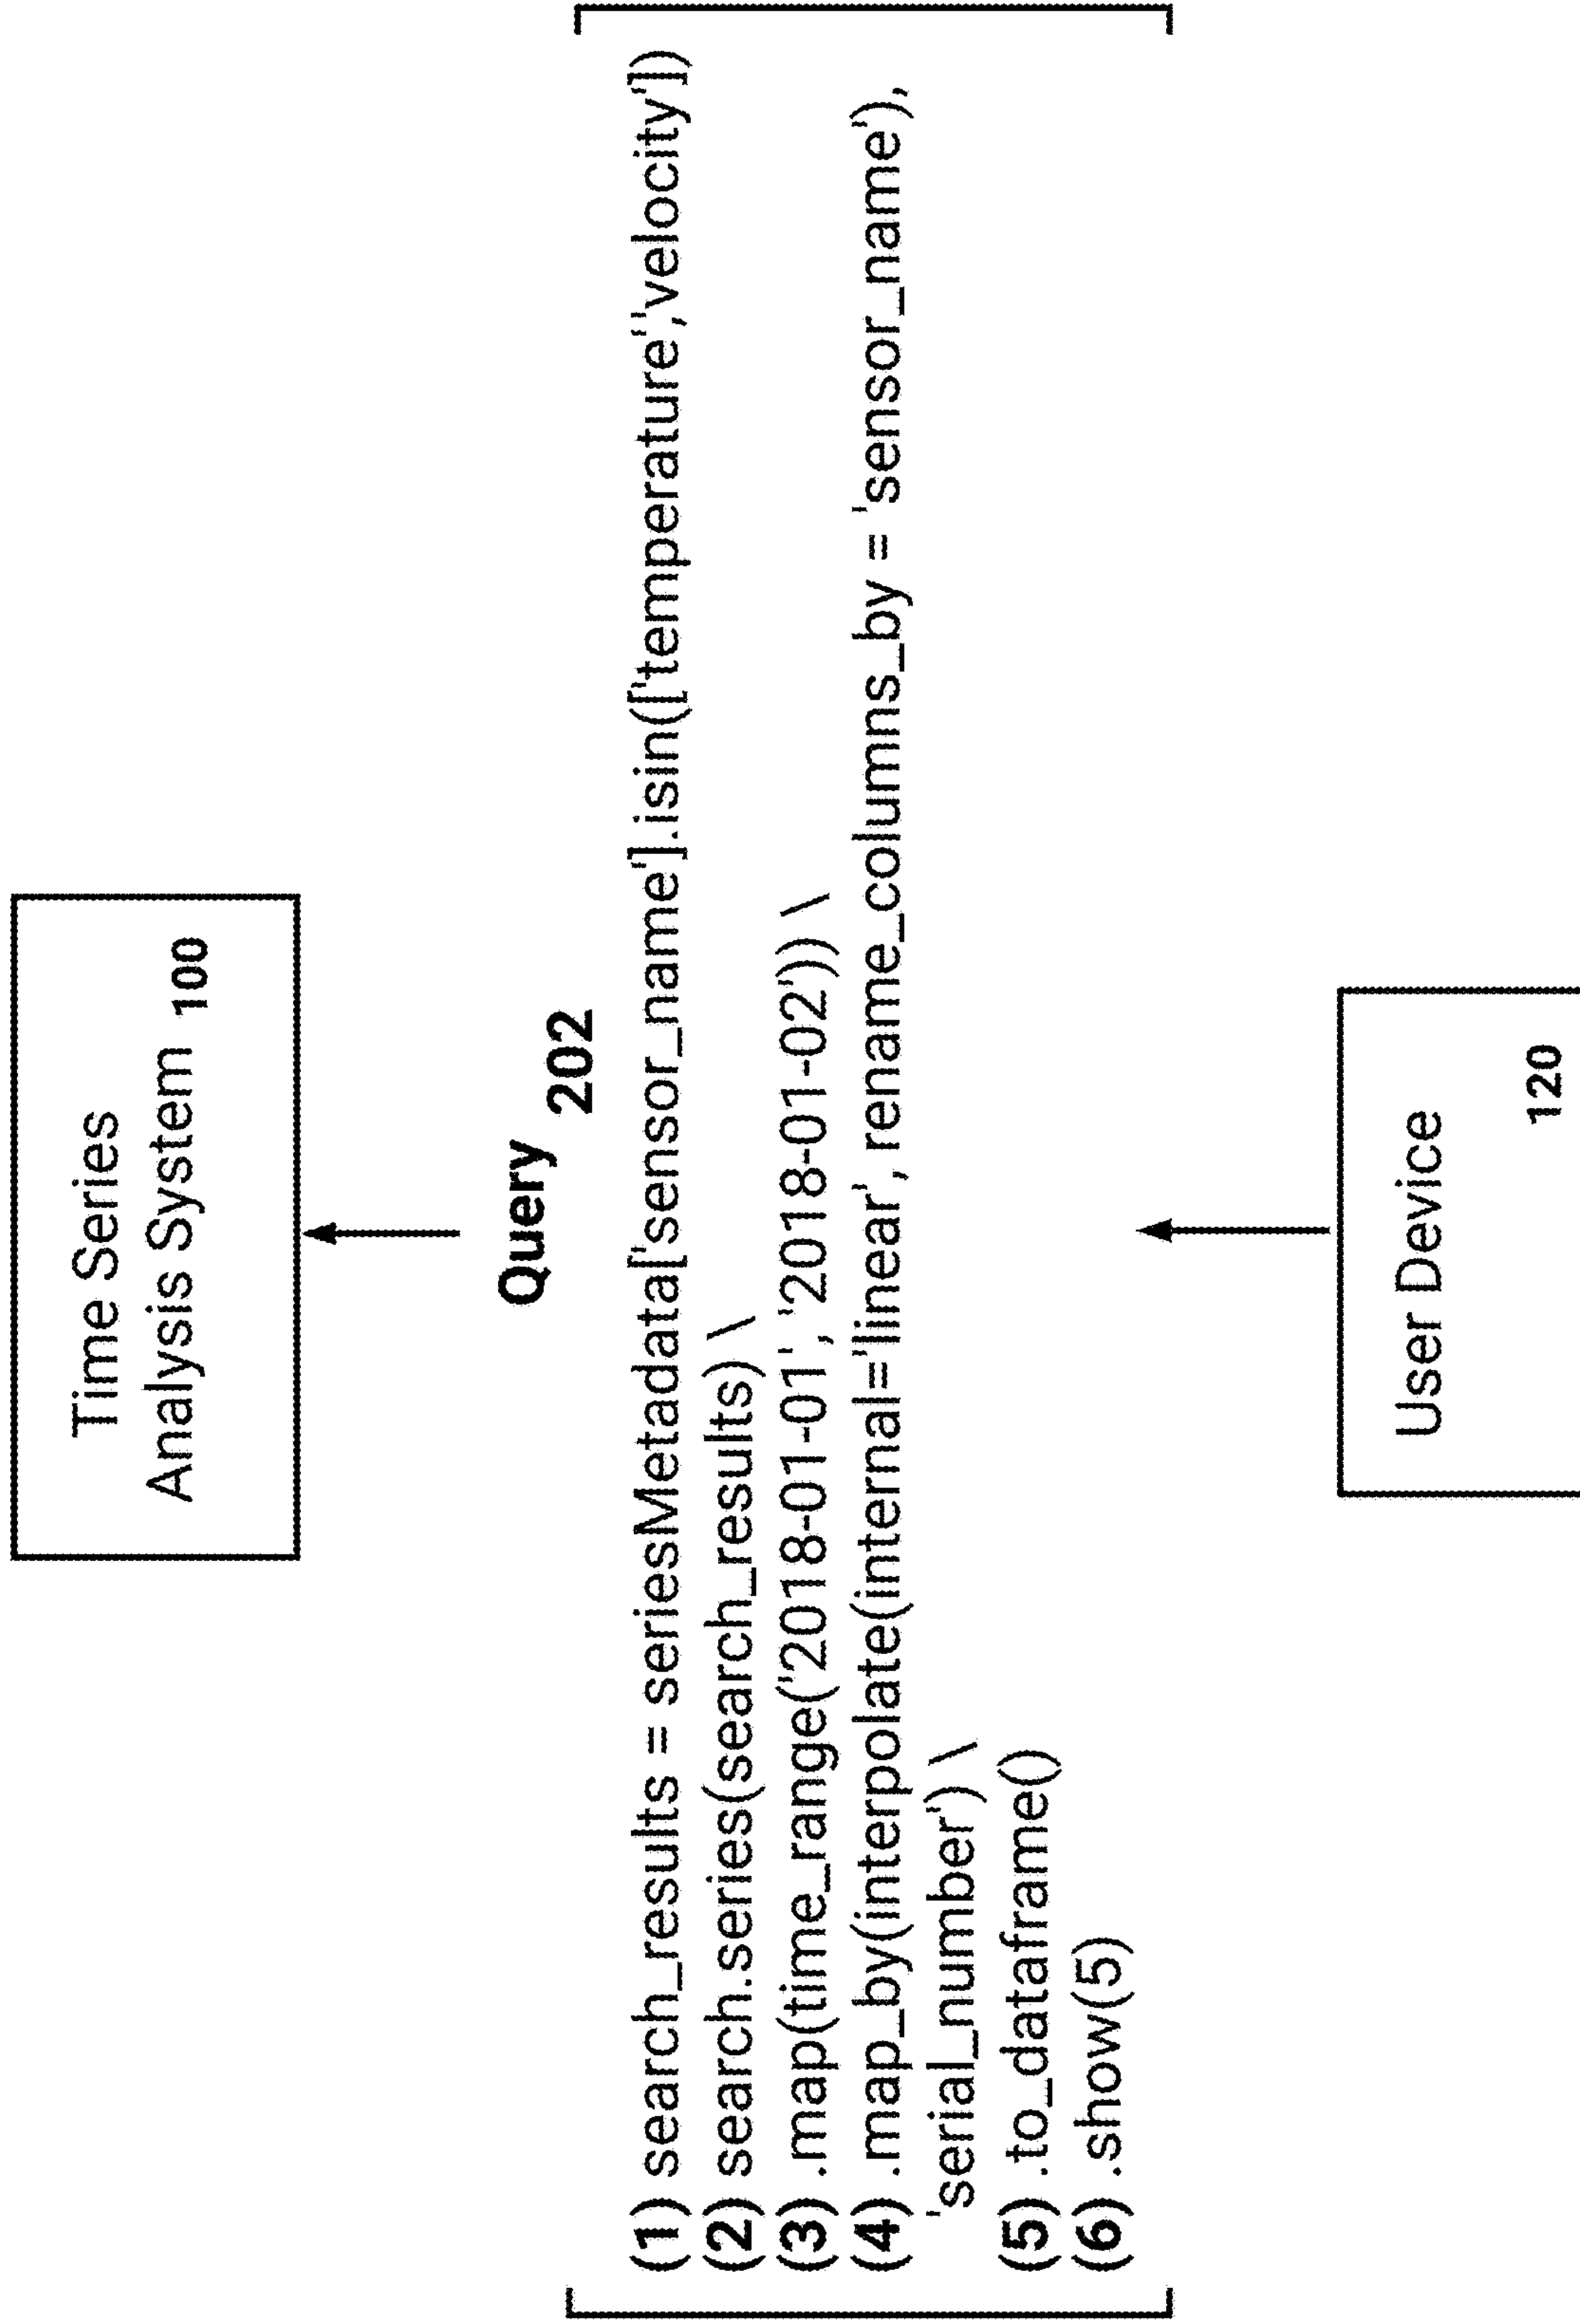 Time Series
Analysis System 100
Query 202
(1) search_results = seriesMetadata['sensor_name'].isin(['temperature','velocity'])
(2) search.series(search_results) \
(3) .map(time_range('2018-01-01', '2018-01-02')) \
(4) .map_by(interpolate(internal='linear', rename_columns_by = 'sensor_name'),
'serial_number') \
(5) .to_dataframe()
(6) .show(5)
User Device
120